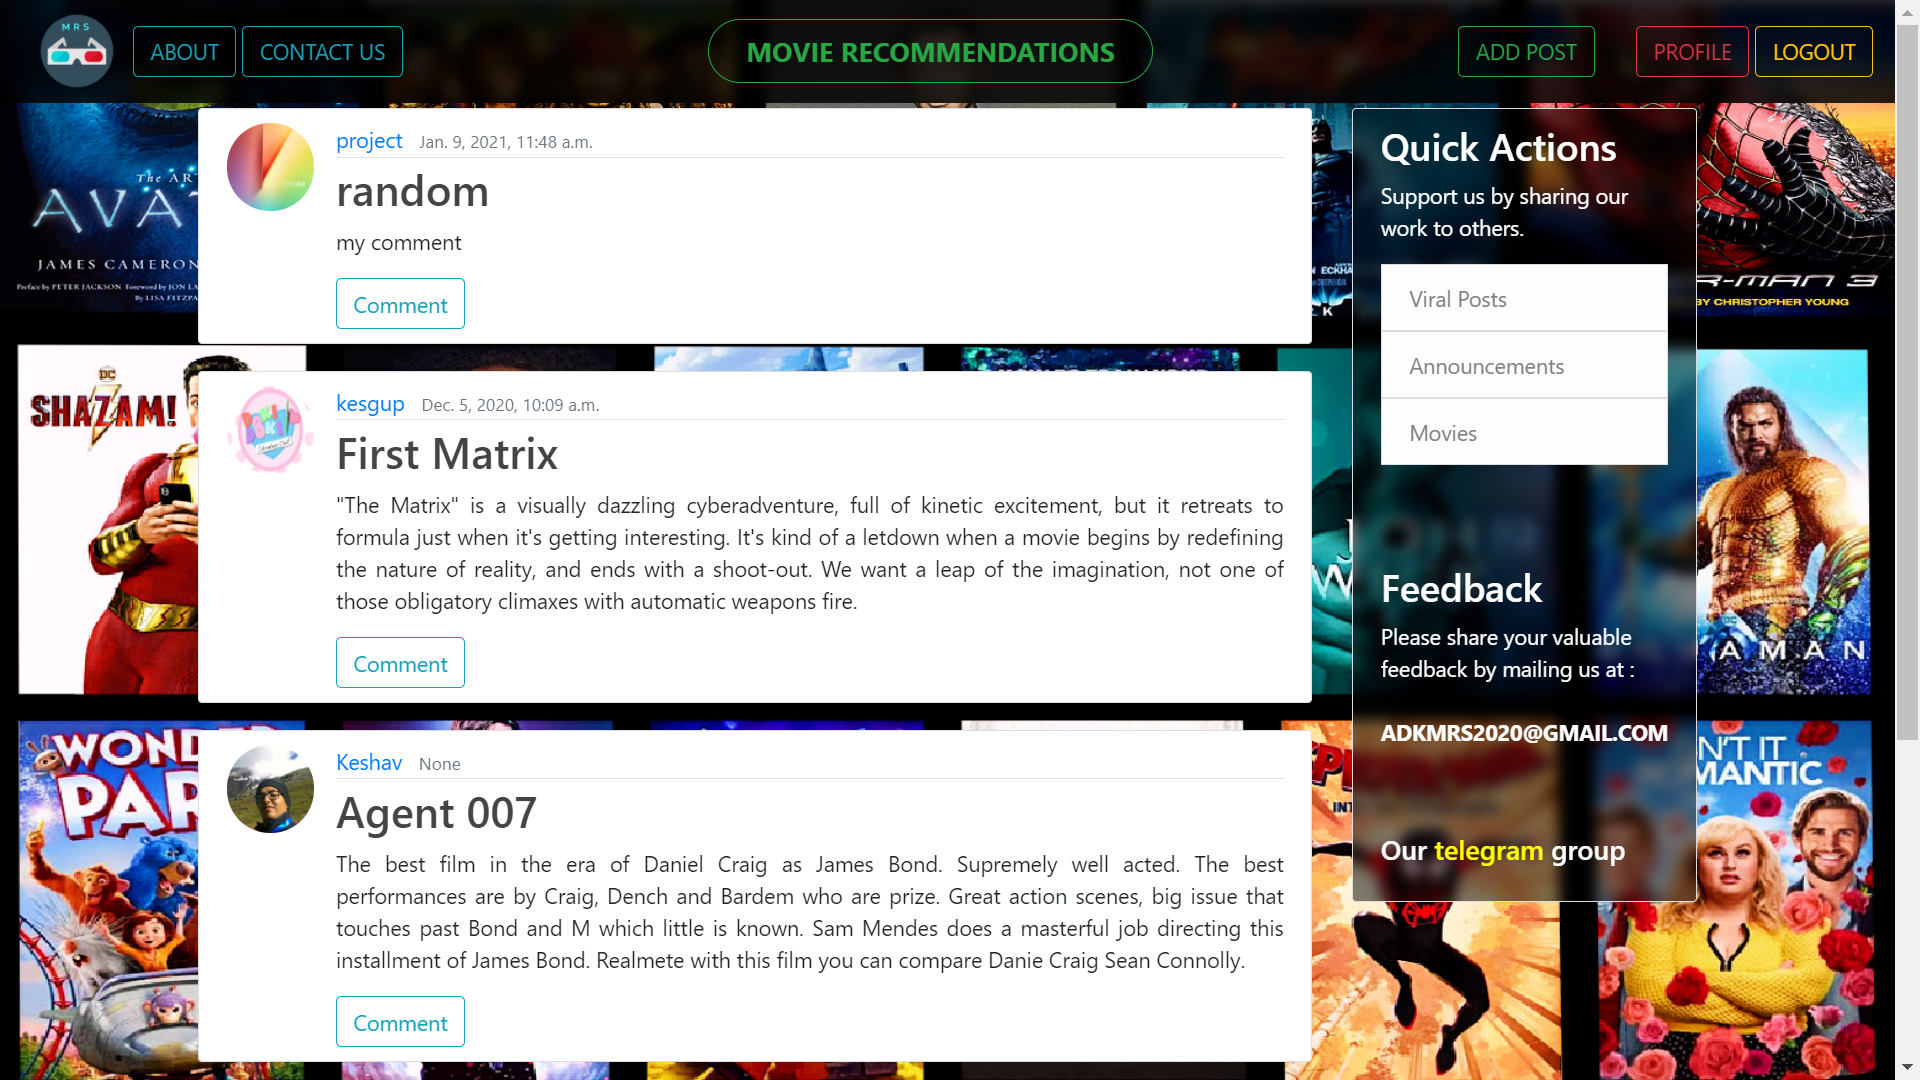 MRS
ABOUT
CONTACT US
MOVIE RECOMMENDATIONS
ADD POST
PROFILE
LOGOUT
project Jan. 9, 2021, 11:48 a.m.
random
my comment
Comment
kesgup Dec. 5, 2020, 10:09 a.m.
First Matrix
"The Matrix" is a visually dazzling cyberadventure, full of kinetic excitement, but it retreats to
formula just when it's getting interesting. It's kind of a letdown when a movie begins by redefining
the nature of reality, and ends with a shoot-out. We want a leap of the imagination, not one of
those obligatory climaxes with automatic weapons fire.
Comment
Keshav None
Agent 007
The best film in the era of Daniel Craig as James Bond. Supremely well acted. The best
performances are by Craig, Dench and Bardem who are prize. Great action scenes, big issue that
touches past Bond and M which little is known. Sam Mendes does a masterful job directing this
installment of James Bond. Realmete with this film you can compare Danie Craig Sean Connolly.
Comment
Quick Actions
Support us by sharing our
work to others.
Viral Posts
Announcements
Movies
Feedback
Please share your valuable
feedback by mailing us at :
ADKMRS2020@GMAIL.COM
Our telegram group
The AR
AVA
JAMES CAMERON
Preface by PETER JACKSON Foreword by JON LA
By LISA FITZPA
DC
SHAZAM!
WOND
PAR
R-MAN 3
BY CHRISTOPHER YOUNG
AMAN
N'T IT
MANTIC